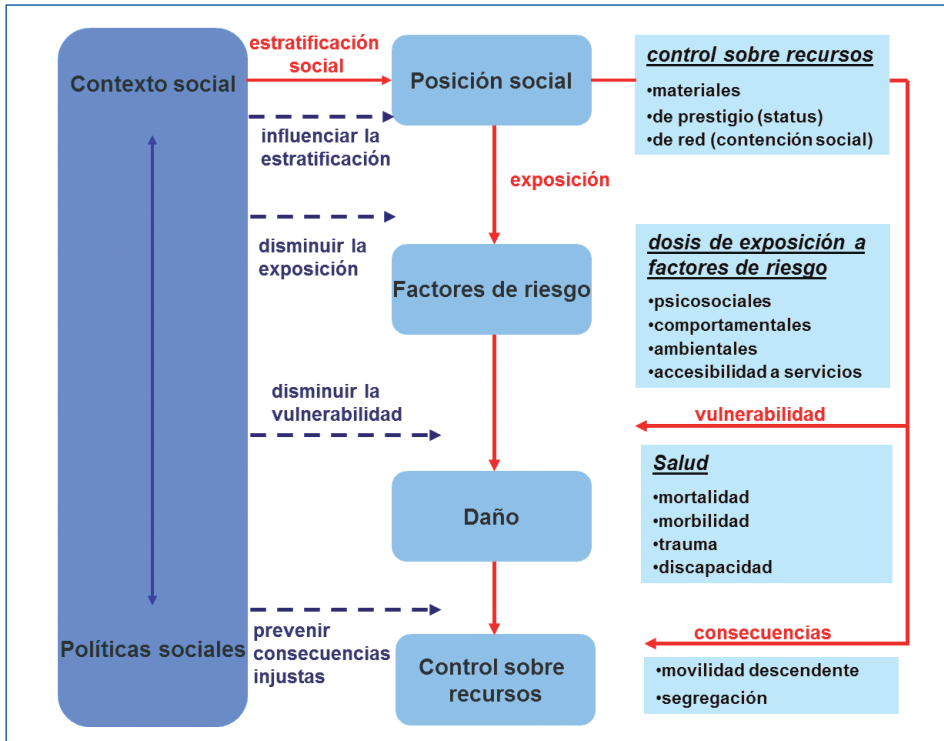 Contexto social
Políticas sociales
estratificación
social
influenciar la
estratificación
disminuir la
exposición
disminuir la
vulnerabilidad
prevenir
consecuencias
injustas
Posición social
exposición
Factores de riesgo
Daño
Control sobre
recursos
control sobre recursos
•materiales
•de prestigio (status)
•de red (contención social)
dosis de exposición a
factores de riesgo
•psicosociales
•comportamentales
•ambientales
•accesibilidad a servicios
vulnerabilidad
Salud
•mortalidad
•morbilidad
•trauma
•discapacidad
consecuencias
•movilidad descendente
•segregación